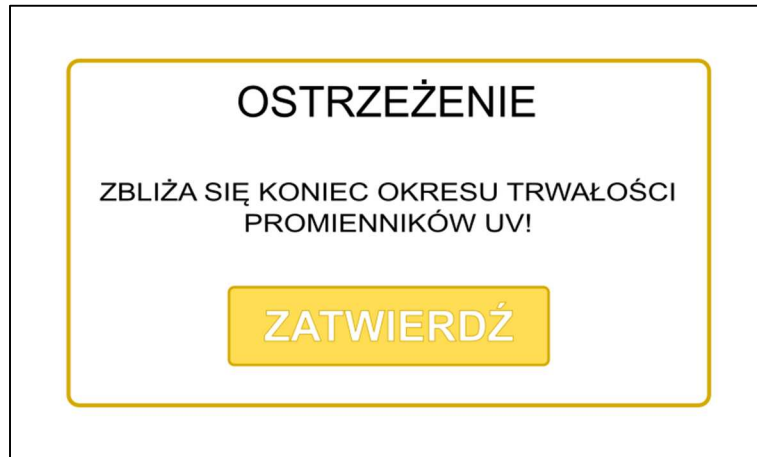 OSTRZEŻENIE
ZBLIŻA SIĘ KONIEC OKRESU TRWAŁOŚCI
PROMIENNIKÓW UV!
ZATWIERDŹ